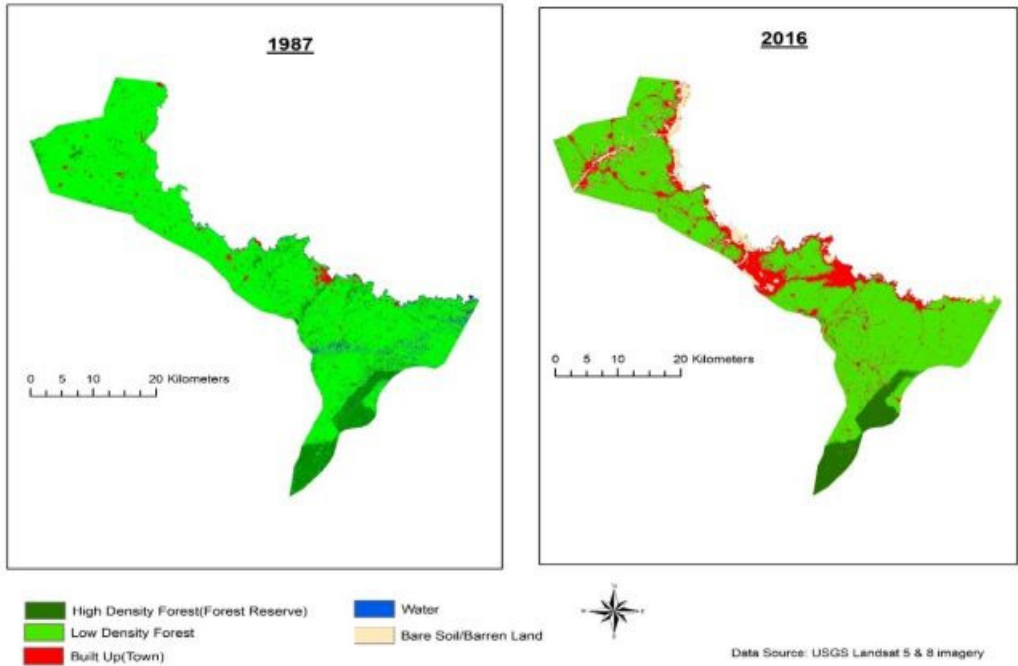 1987
2016
0 5 10 20 Kilometers
0 5 10 20 Kilometers
High Density Forest(Forest Reserve)
Low Density Forest
Built Up(Town)
Water
Bare Soil/Barren Land
N
W E
S
Data Source: USGS Landsat 5 & 8 imagery